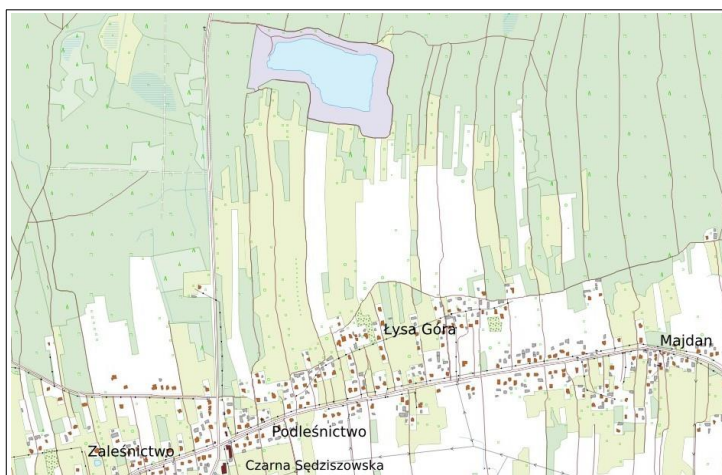 Łysa Góra
Majdan
Podleśnictwo
Zaleśnictwo
Czarna Sędziszowska